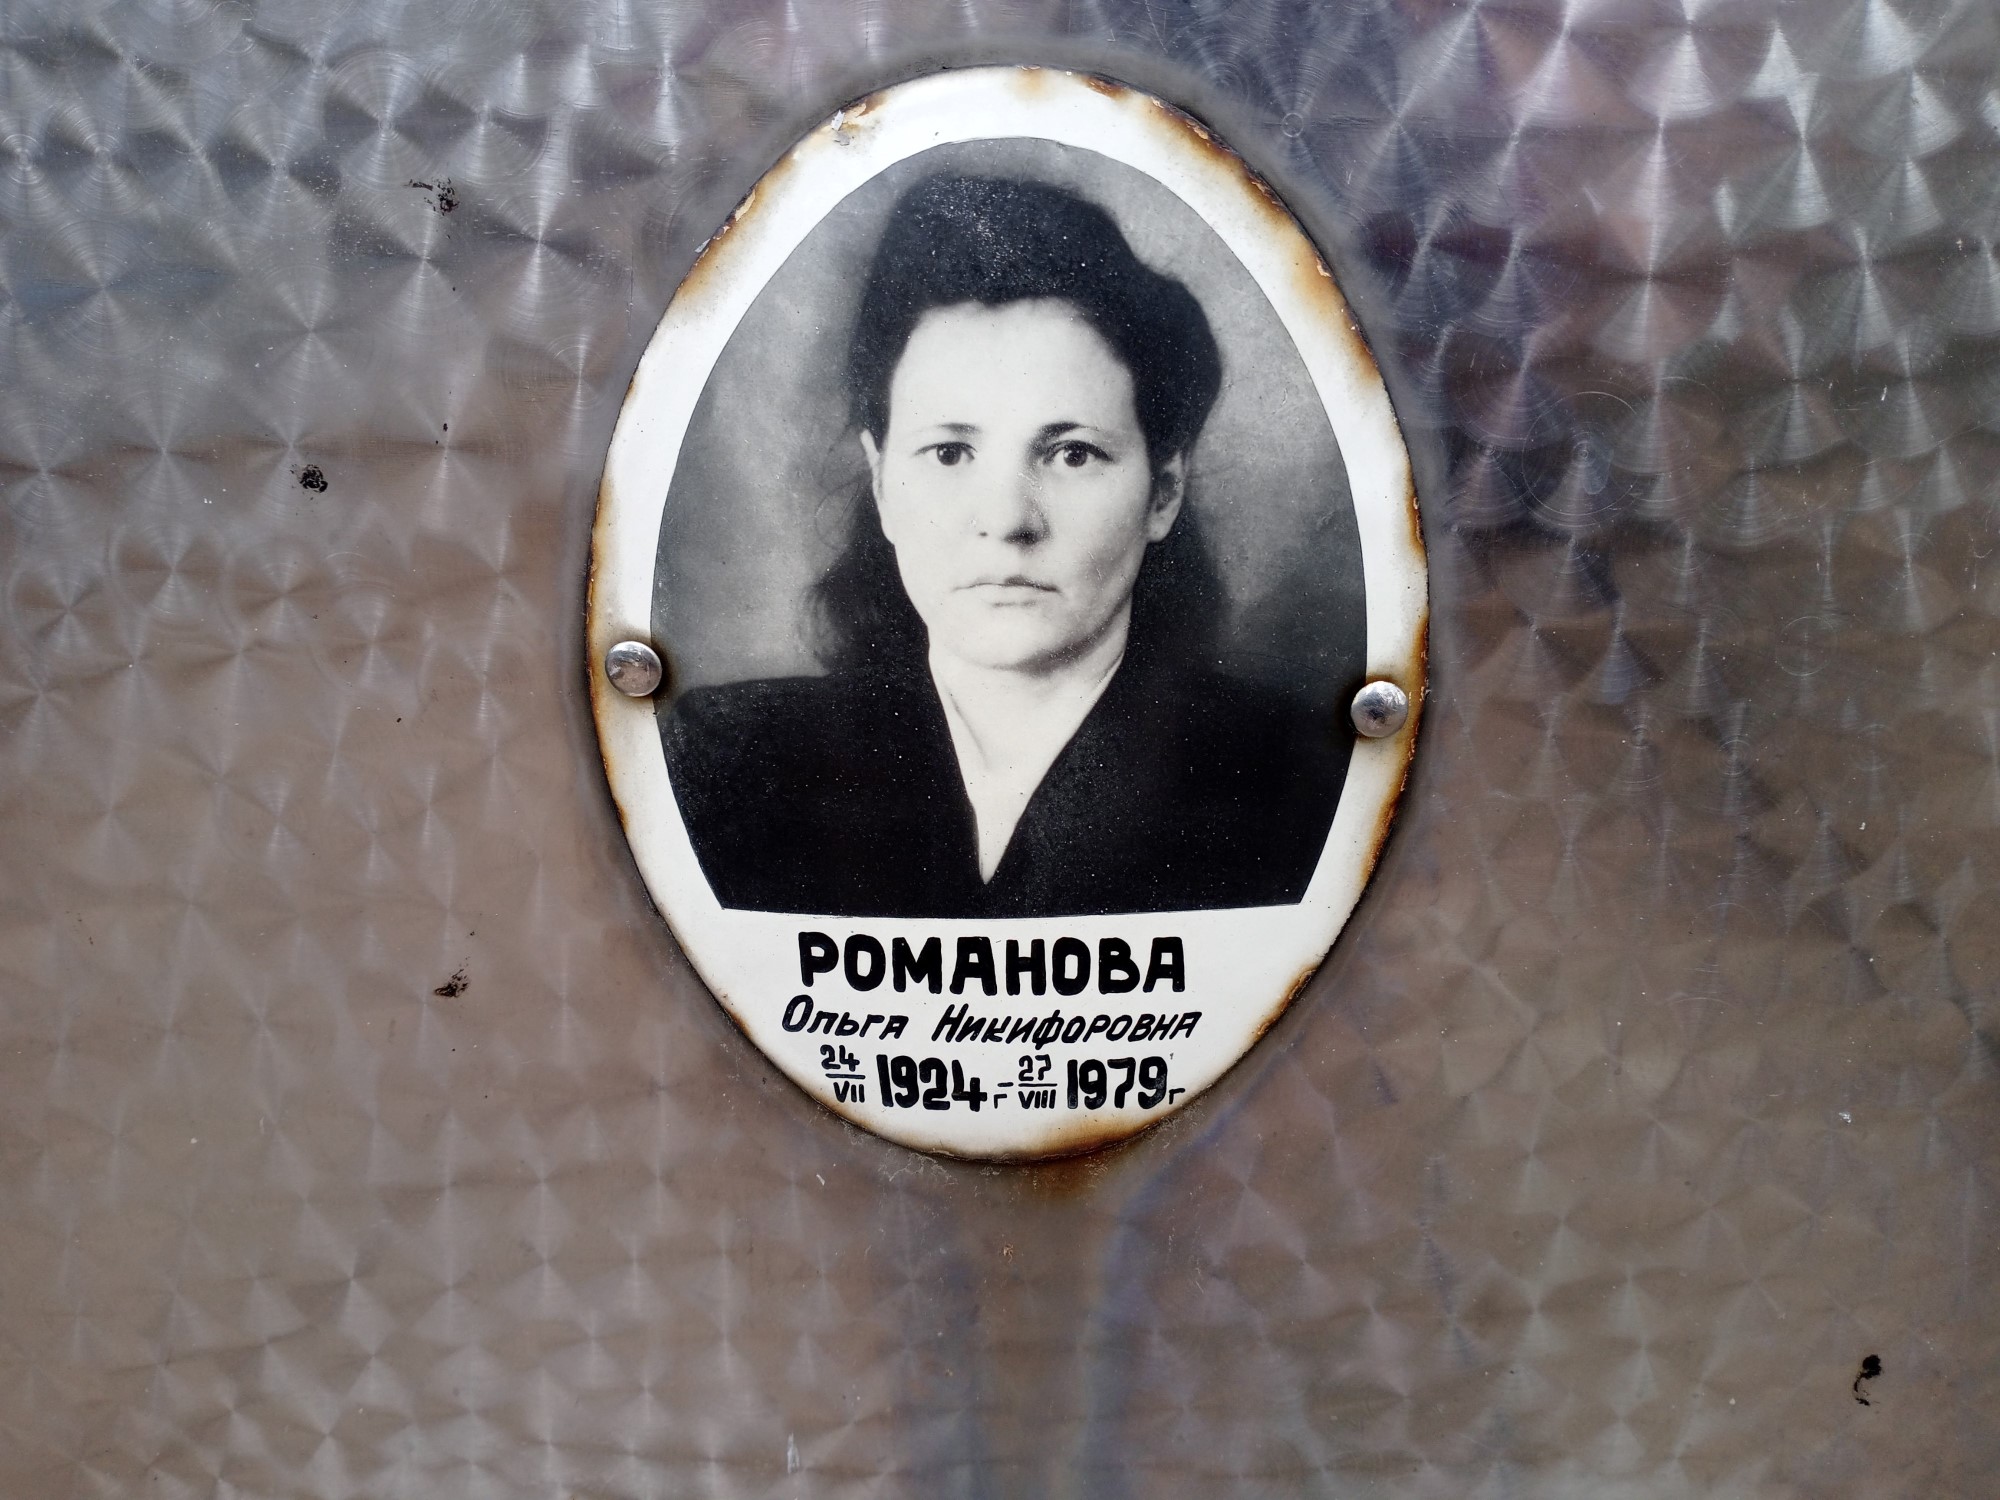 РОМАНОВА
Ольга Никифоровна
24/VII 1924г-27/VIII 1979г